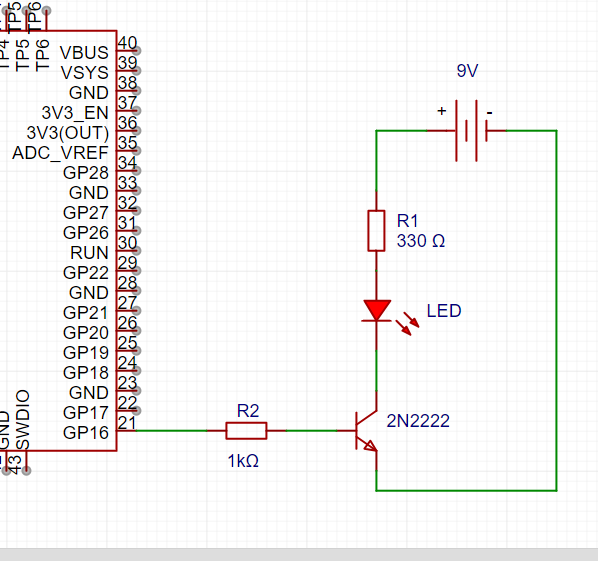 TP5
TP6
TP4
TP5
TP6
VBUS 40
VSYS 39
GND 38
3V3_EN 37
3V3(OUT) 36
ADC_VREF 35
GP28 34
GND 33
GP27 32
GP26 31
RUN 30
GP22 29
GND 28
GP21 27
GP20 26
GP19 25
GP18 24
GND 23
GP17 22
GP16 21
GND
SWDIO
43
9V
+ -
R1
330 Ω
LED
2N2222
R2
1kΩ